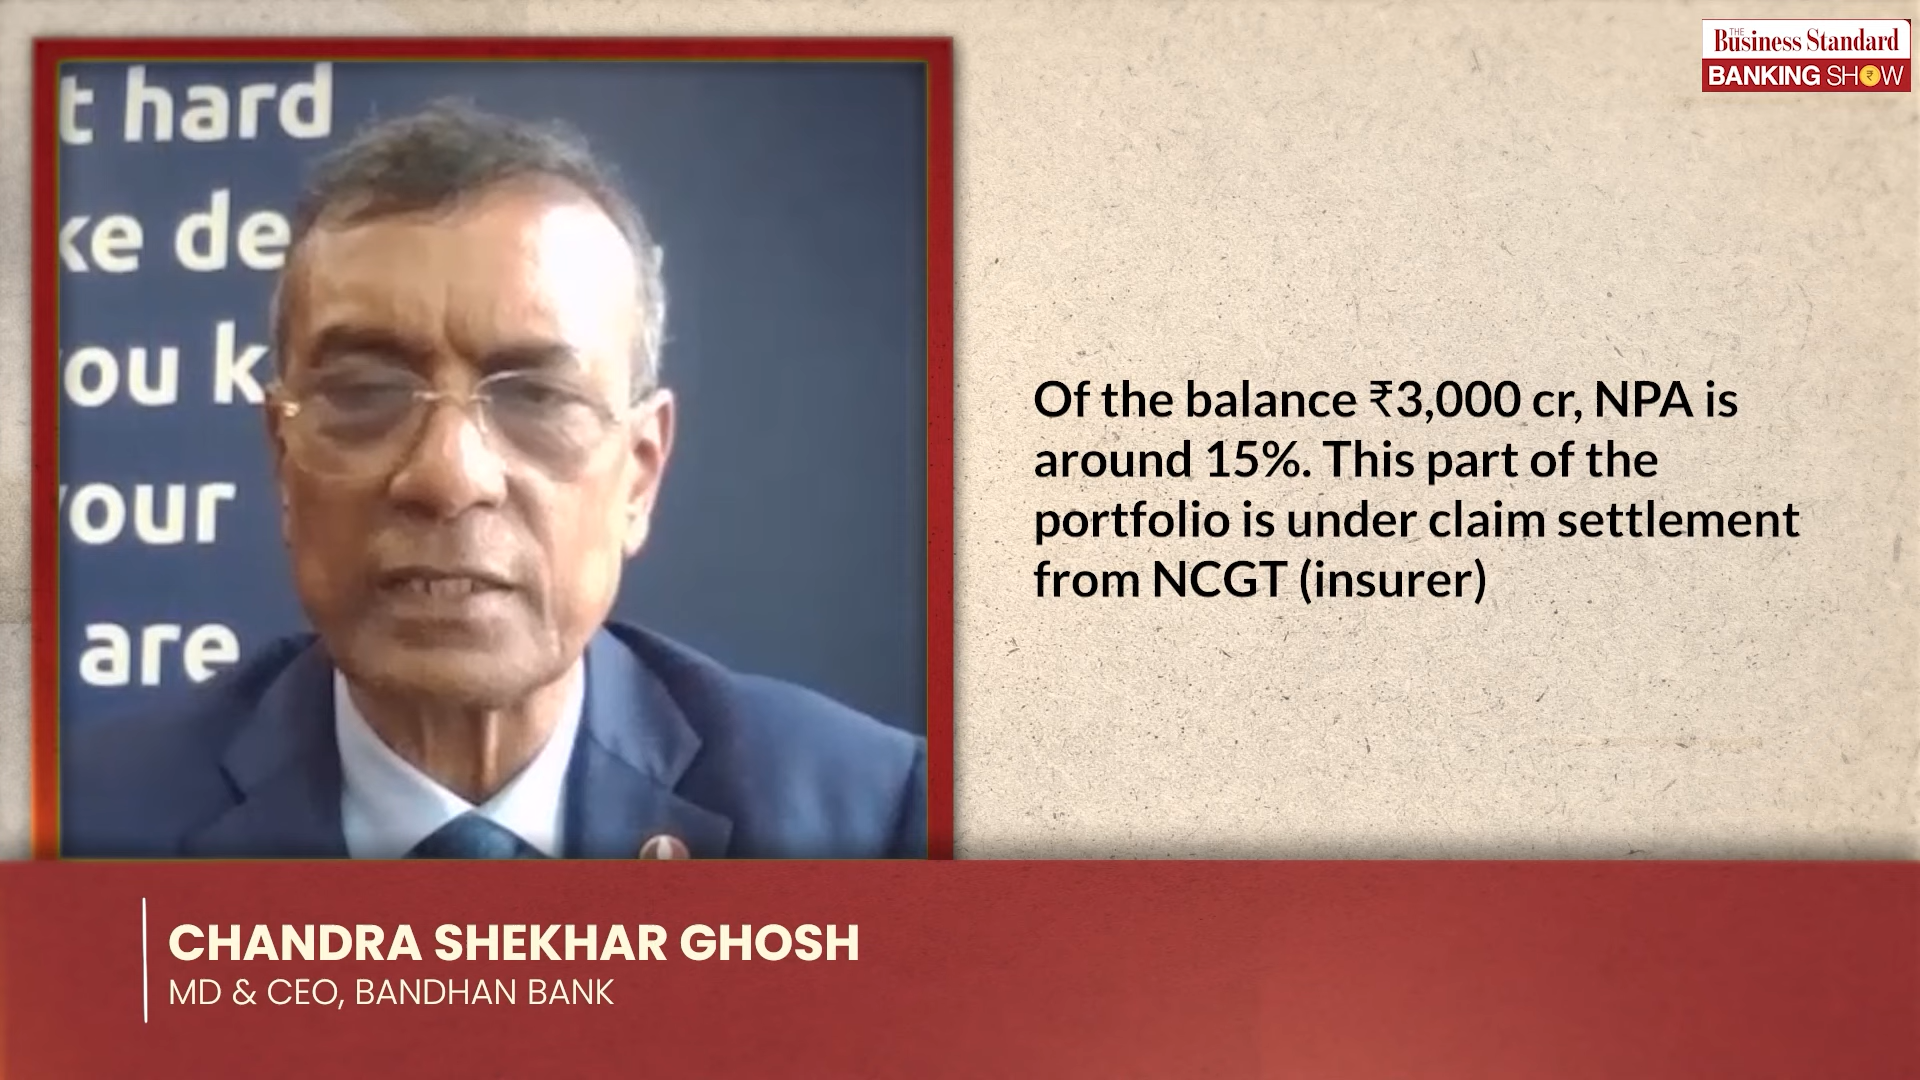 THE
Business Standard
BANKING SHOW
t hard
ke de
you k
your
are
Of the balance ₹3,000 cr, NPA is
around 15%. This part of the
portfolio is under claim settlement
from NCGT (insurer)
CHANDRA SHEKHAR GHOSH
MD & CEO, BANDHAN BANK